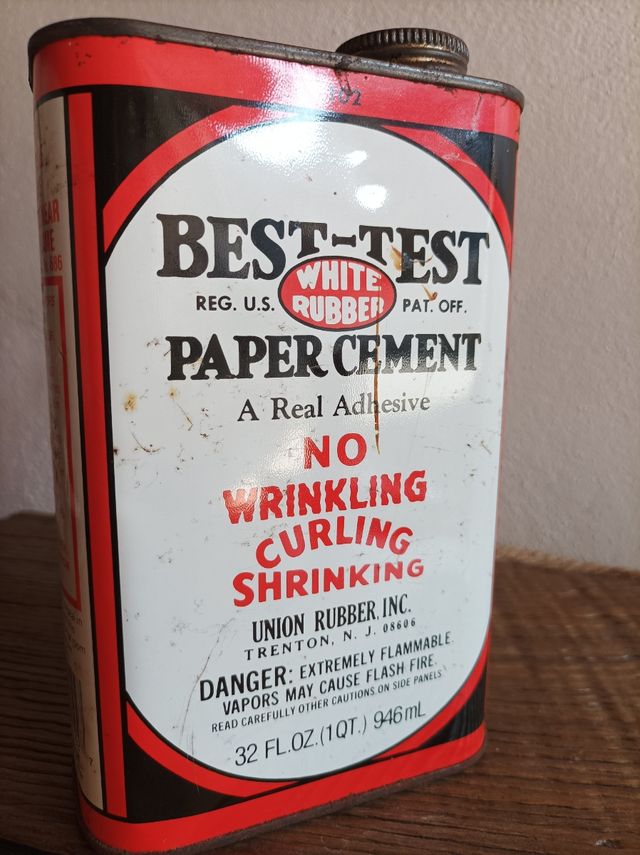 BEST-TEST
WHITE
RUBBER
REG. U.S. PAT. OFF.
PAPER CEMENT
A Real Adhesive
NO
WRINKLING
CURLING
SHRINKING
UNION RUBBER, INC.
TRENTON, N. J. 08606
DANGER: EXTREMELY FLAMMABLE
VAPORS MAY CAUSE FLASH FIRE.
READ CAREFULLY OTHER CAUTIONS ON SIDE PANELS
32 FL.OZ.(1QT.) 946mL